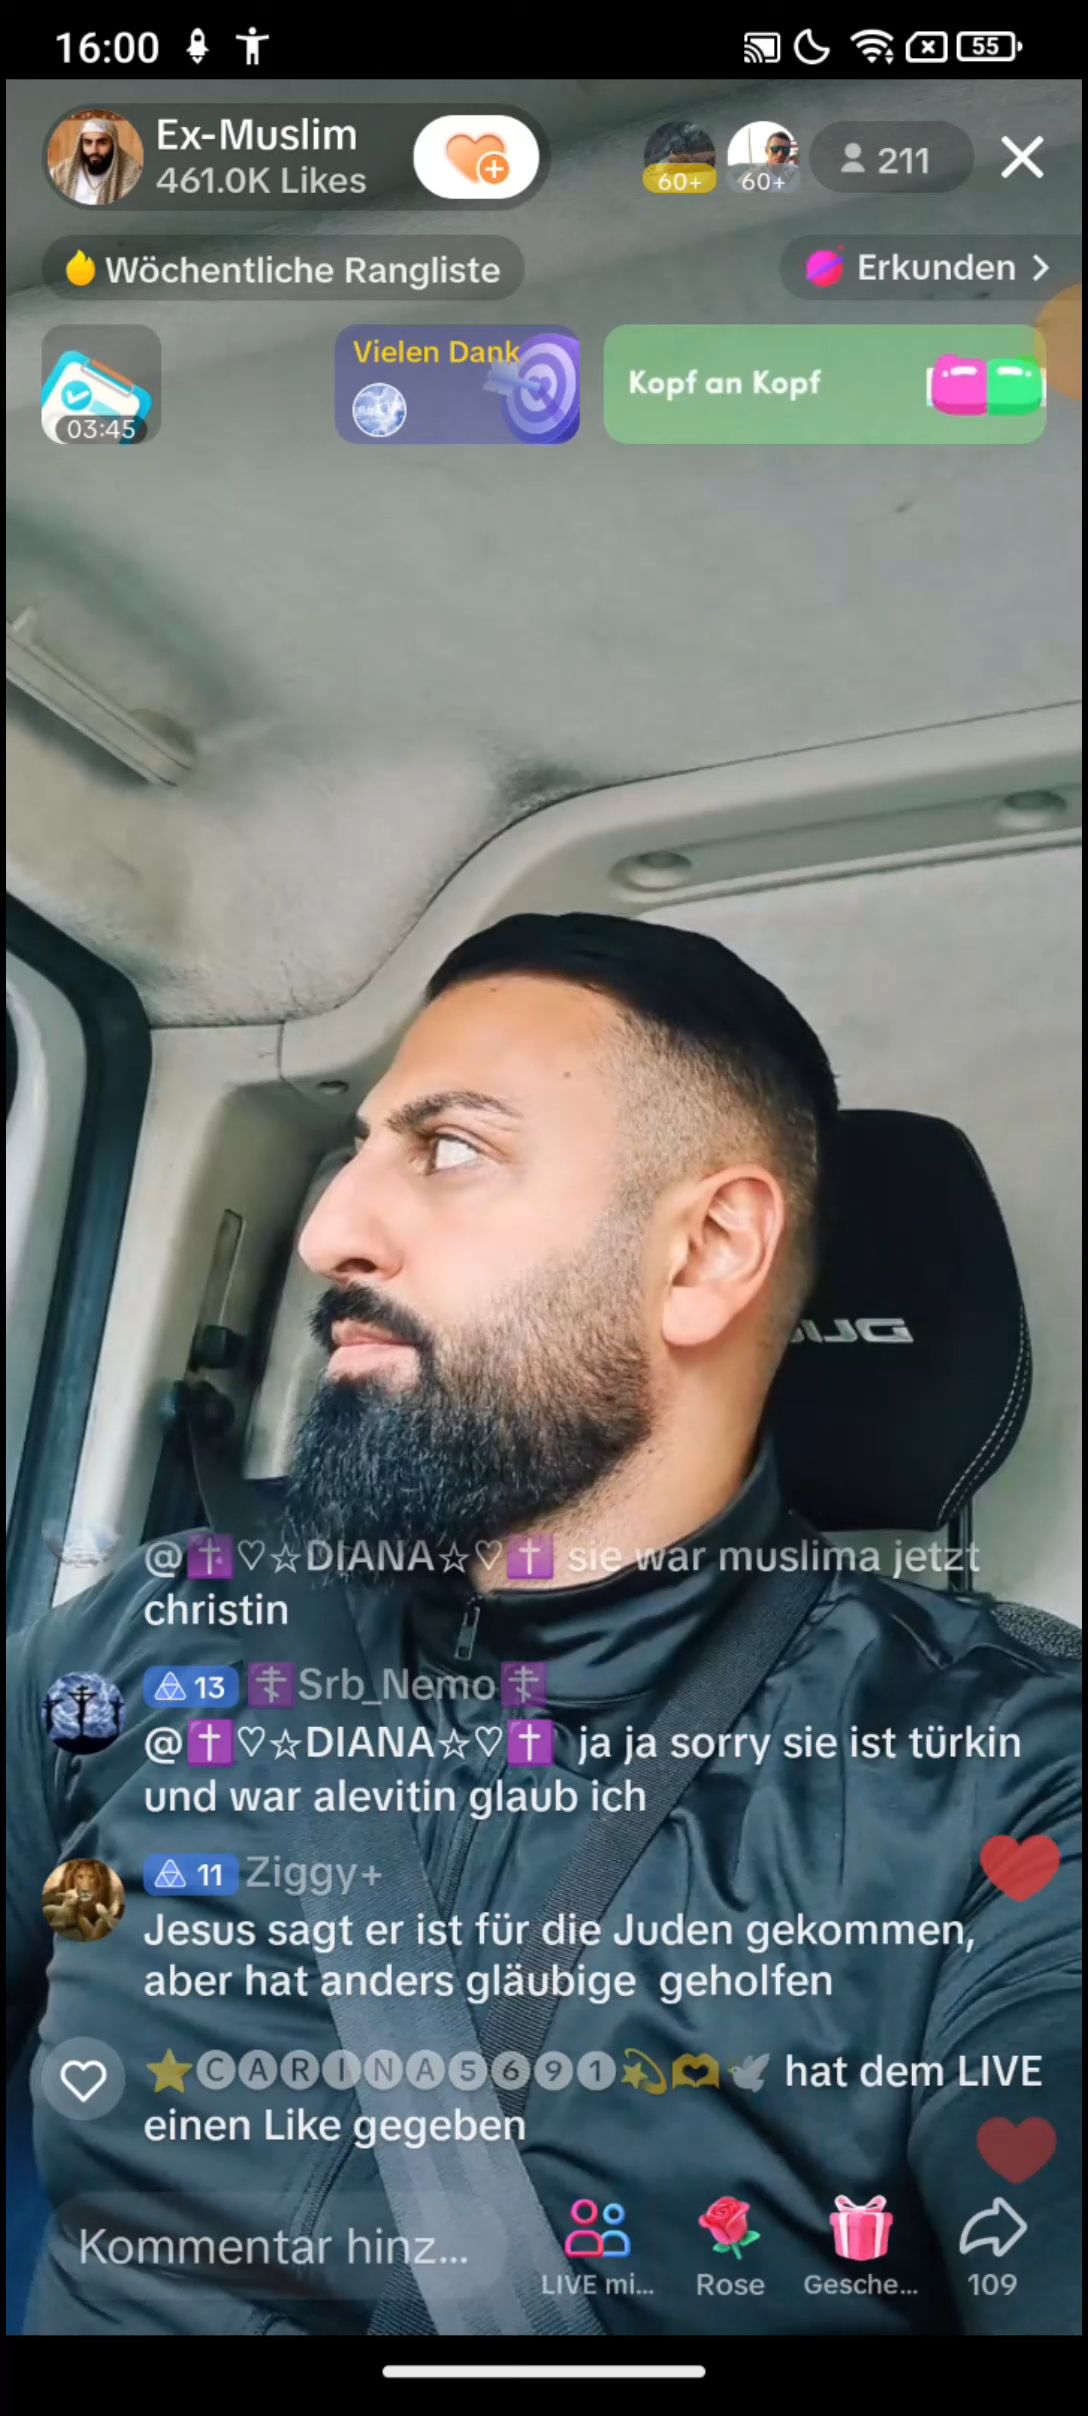 16:00
55
Ex-Muslim
461.0K Likes
60+
60+
211
Wöchentliche Rangliste
Erkunden >
03:45
Vielen Dank
Kopf an Kopf
@✝️♡☆DIANA☆♡✝️ sie war muslima jetzt
christin
13 ☦️Srb_Nemo☦️
@✝️♡☆DIANA☆♡✝️ ja ja sorry sie ist türkin
und war alevitin glaub ich
11 Ziggy+
Jesus sagt er ist für die Juden gekommen,
aber hat anders gläubige geholfen
⭐🅒🅐🅡🅘🅝🅐❺❻❾❶💫🫶🕊️ hat dem LIVE
einen Like gegeben
Kommentar hinz...
LIVE mi...
Rose
Gesche...
109